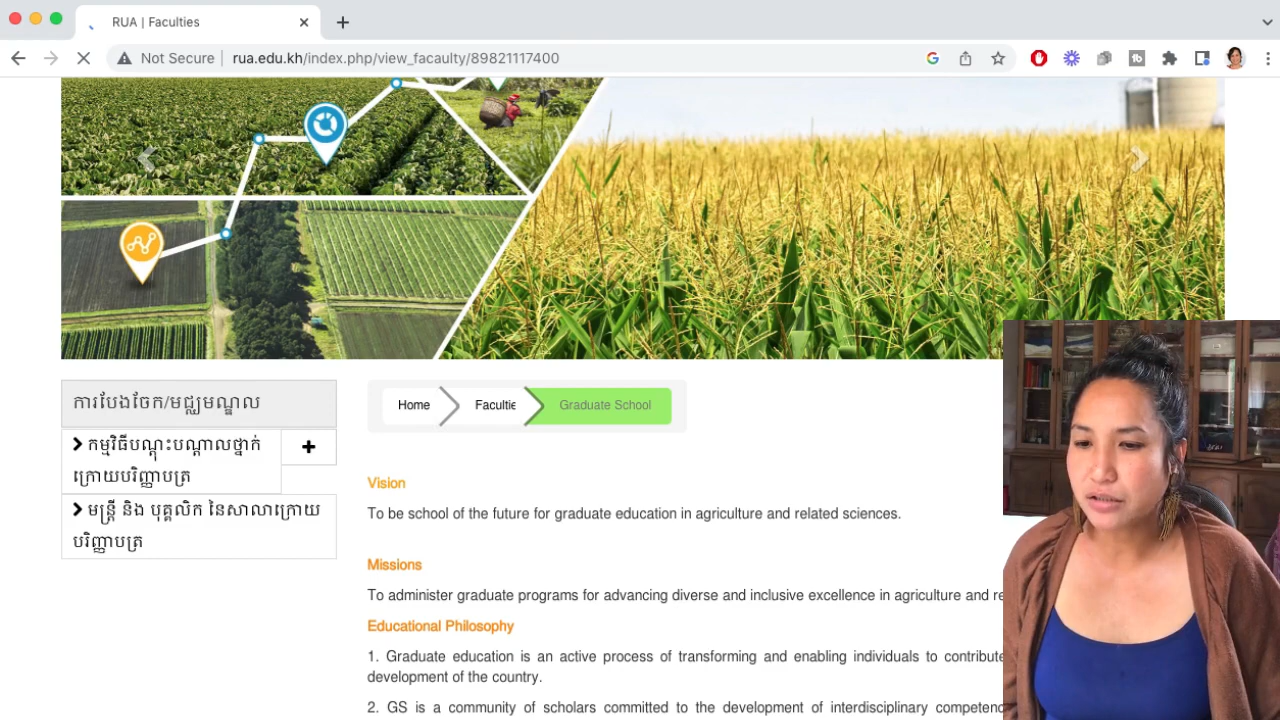 RUA | Faculties
Not Secure
rua.edu.kh/index.php/view_facaulty/89821117400
ការបែងចែក/មជ្ឈមណ្ឌល
កម្មវិធីបណ្តុះបណ្តាលថ្នាក់
ក្រោយបរិញ្ញាបត្រ
មន្ត្រី និង បុគ្គលិក នៃសាលាក្រោយ
បរិញ្ញាបត្រ
Home
Facultie
Graduate School
Vision
To be school of the future for graduate education in agriculture and related sciences.
Missions
To administer graduate programs for advancing diverse and inclusive excellence in agriculture and
Educational Philosophy
1. Graduate education is an active process of transforming and enabling individuals to contribute
development of the country.
2. GS is a community of scholars committed to the development of interdisciplinary